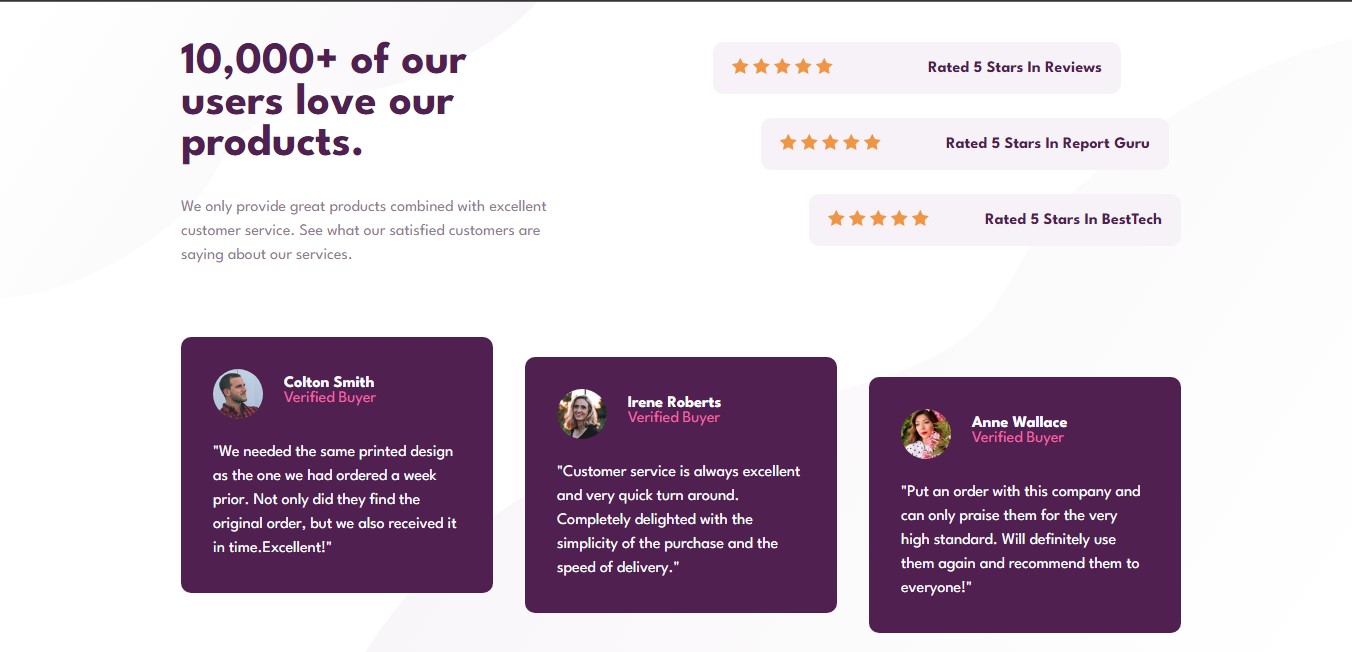 10,000+ of our
users love our
products.
We only provide great products combined with excellent
customer service. See what our satisfied customers are
saying about our services.
Rated 5 Stars In Reviews
Rated 5 Stars In Report Guru
Rated 5 Stars In BestTech
Colton Smith
Verified Buyer
"We needed the same printed design
as the one we had ordered a week
prior. Not only did they find the
original order, but we also received it
in time.Excellent!"
Irene Roberts
Verified Buyer
"Customer service is always excellent
and very quick turn around.
Completely delighted with the
simplicity of the purchase and the
speed of delivery."
Anne Wallace
Verified Buyer
"Put an order with this company and
can only praise them for the very
high standard. Will definitely use
them again and recommend them to
everyone!"